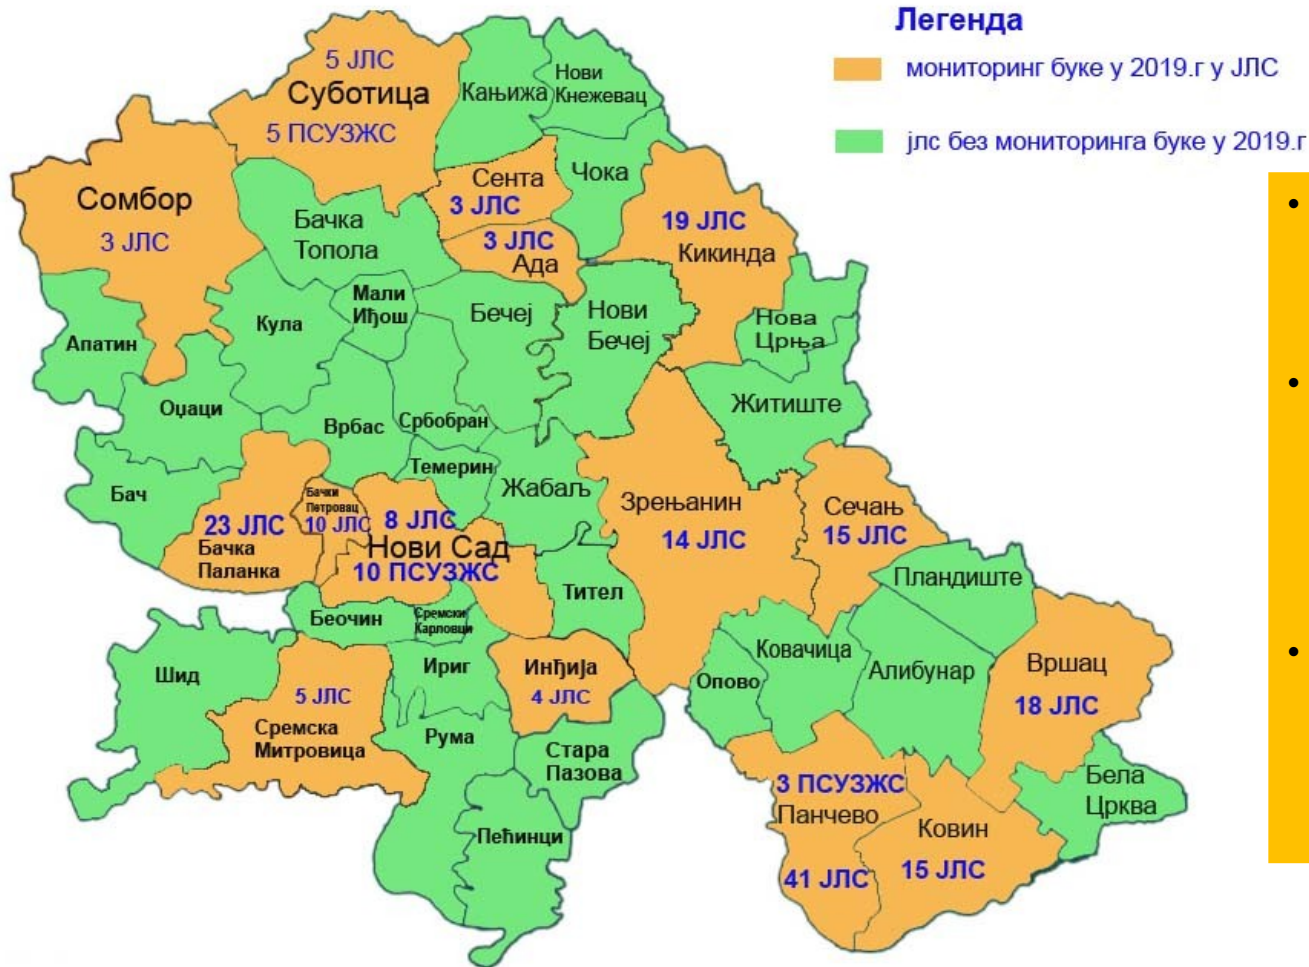 Легенда
мониторинг буке у 2019.г у ЈЛС
јлс без мониторинга буке у 2019.г
5 ЈЛС
Суботица
5 ПСУЗЖС
Кањижа
Нови
Кнежевац
Сомбор
3 ЈЛС
Сента
3 ЈЛС
Чока
3 ЈЛС
Ада
19 ЈЛС
Кикинда
Бачка
Топола
Мали
Иђош
Бечеј
Нови
Бечеј
Нова
Црња
Апатин
Кула
Оџаци
Врбас
Србобран
Житиште
Темерин
Бач
Жабаљ
23 ЈЛС
Бачка
Паланка
Бачки
Петровац
10 ЈЛС
8 ЈЛС
Нови Сад
10 ПСУЗЖС
Зрењанин
14 ЈЛС
Сечањ
15 ЈЛС
Тител
Пландиште
Беочин
Сремски
Карловци
Шид
Ириг
Инђија
4 ЈЛС
Опово
Ковачица
Алибунар
Вршац
18 ЈЛС
5 ЈЛС
Сремска
Митровица
Рума
Стара
Пазова
3 ПСУЗЖС
Панчево
41 ЈЛС
Бела
Црква
Пећинци
Ковин
15 ЈЛС